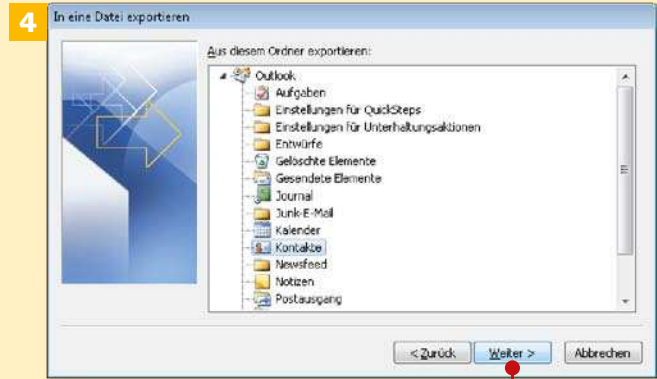 4
In eine Datei exportieren
Aus diesem Ordner exportieren:
Outlook
Aufgaben
Einstellungen für QuickSteps
Einstellungen für Unterhaltungsaktionen
Entwürfe
Gelöschte Elemente
Gesendete Elemente
Journal
Junk-E-Mail
Kalender
Kontakte
Newsfeed
Notizen
Postausgang
< Zurück Weiter > Abbrechen